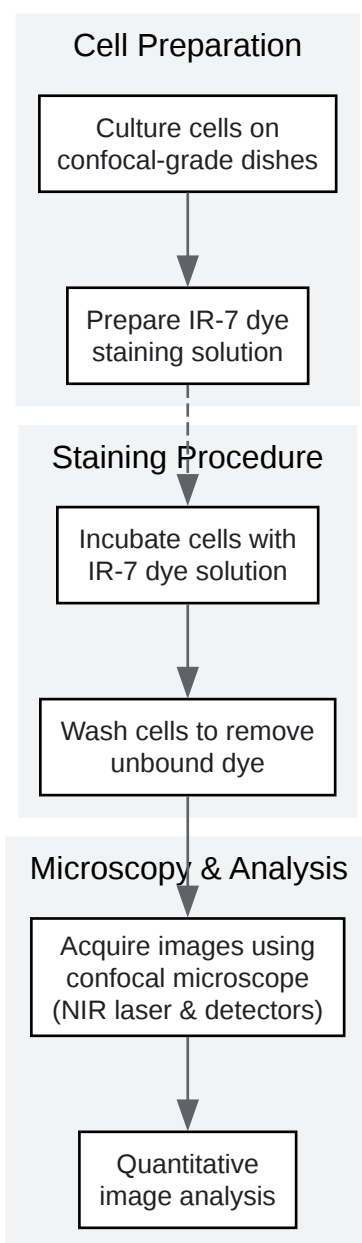 Cell Preparation
Culture cells on
confocal-grade dishes
Prepare IR-7 dye
staining solution
Staining Procedure
Incubate cells with
IR-7 dye solution
Wash cells to remove
unbound dye
Microscopy & Analysis
Acquire images using
confocal microscope
(NIR laser & detectors)
Quantitative
image analysis